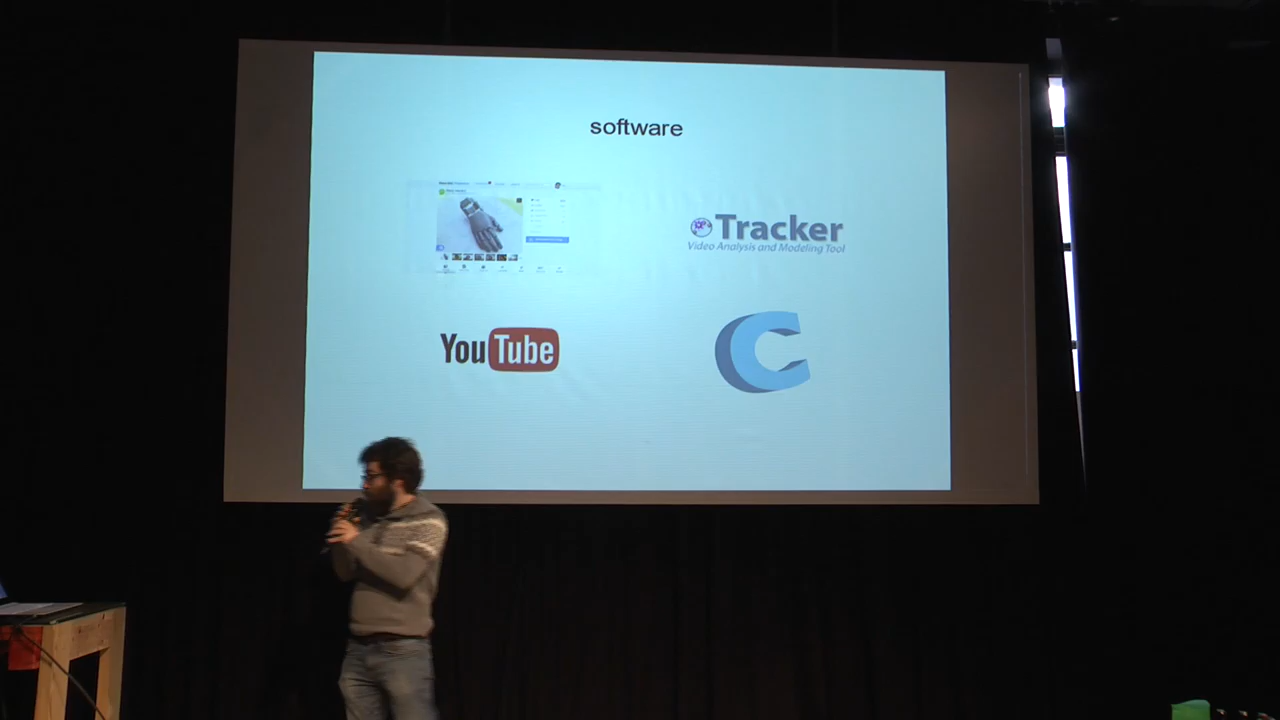 software
Tracker
Video Analysis and Modeling Tool
YouTube
C